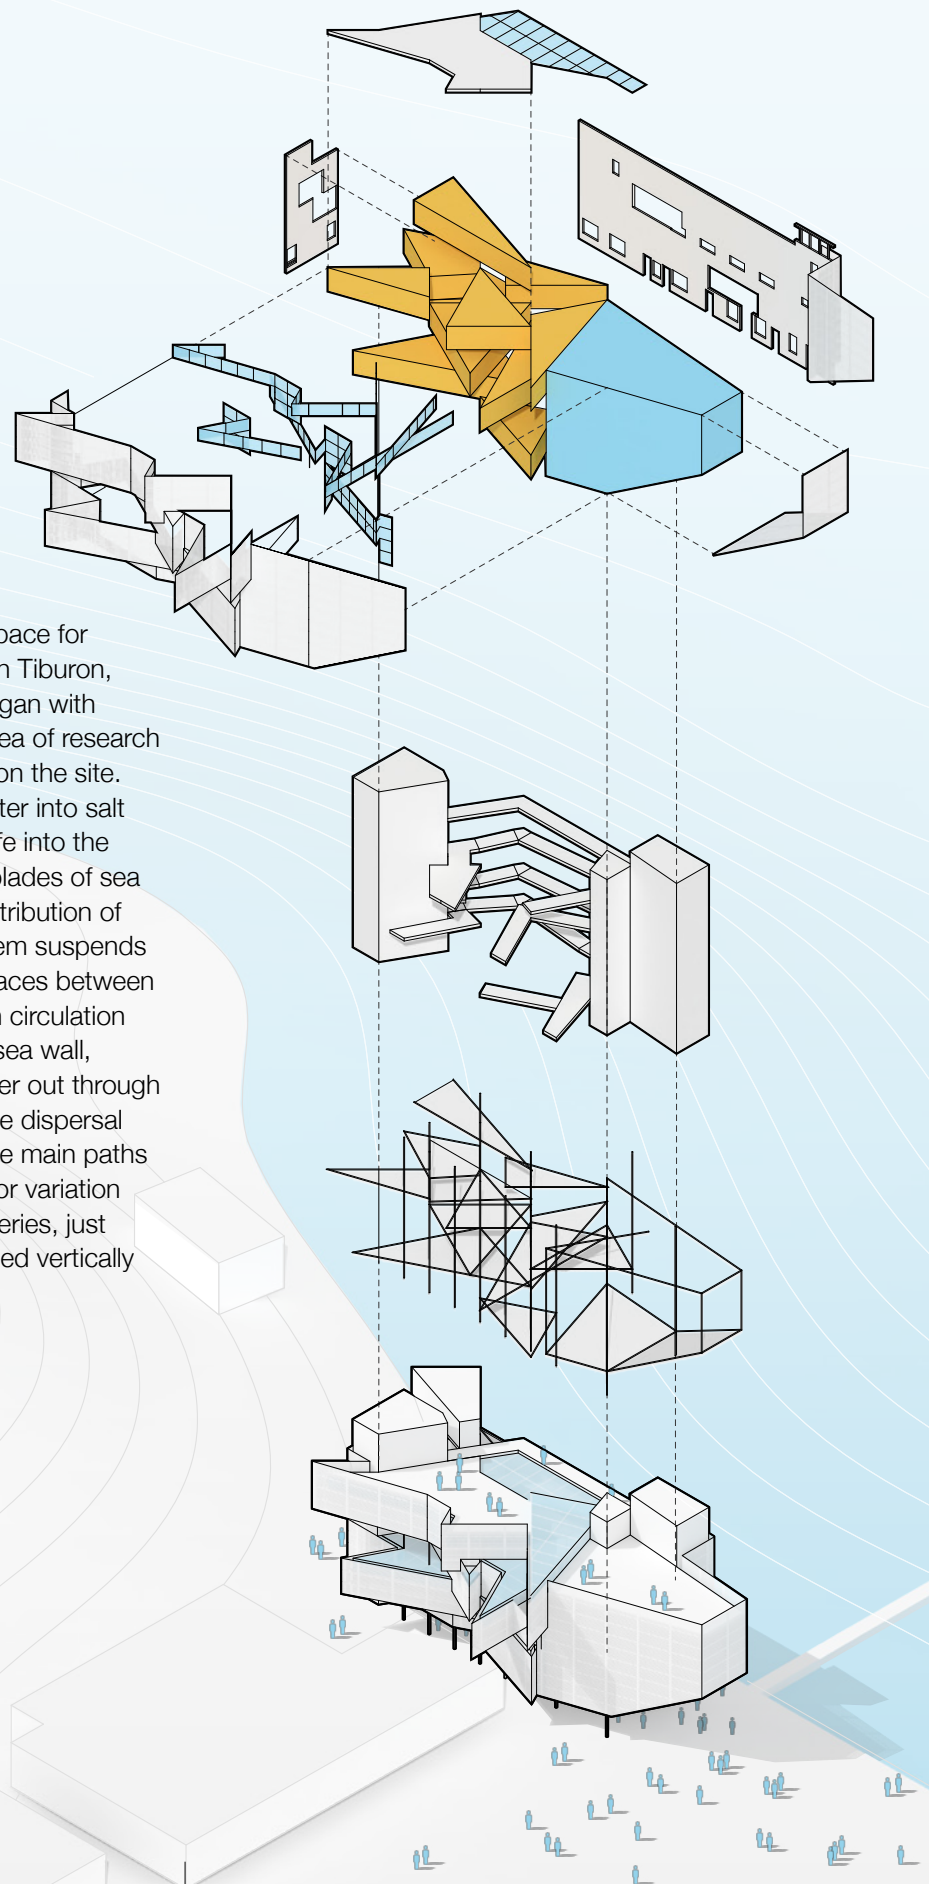 pace for
n Tiburon,
gan with
ea of research
on the site.
ter into salt
fe into the
blades of sea
tribution of
em suspends
aces between
n circulation
sea wall,
er out through
e dispersal
e main paths
or variation
eries, just
ed vertically